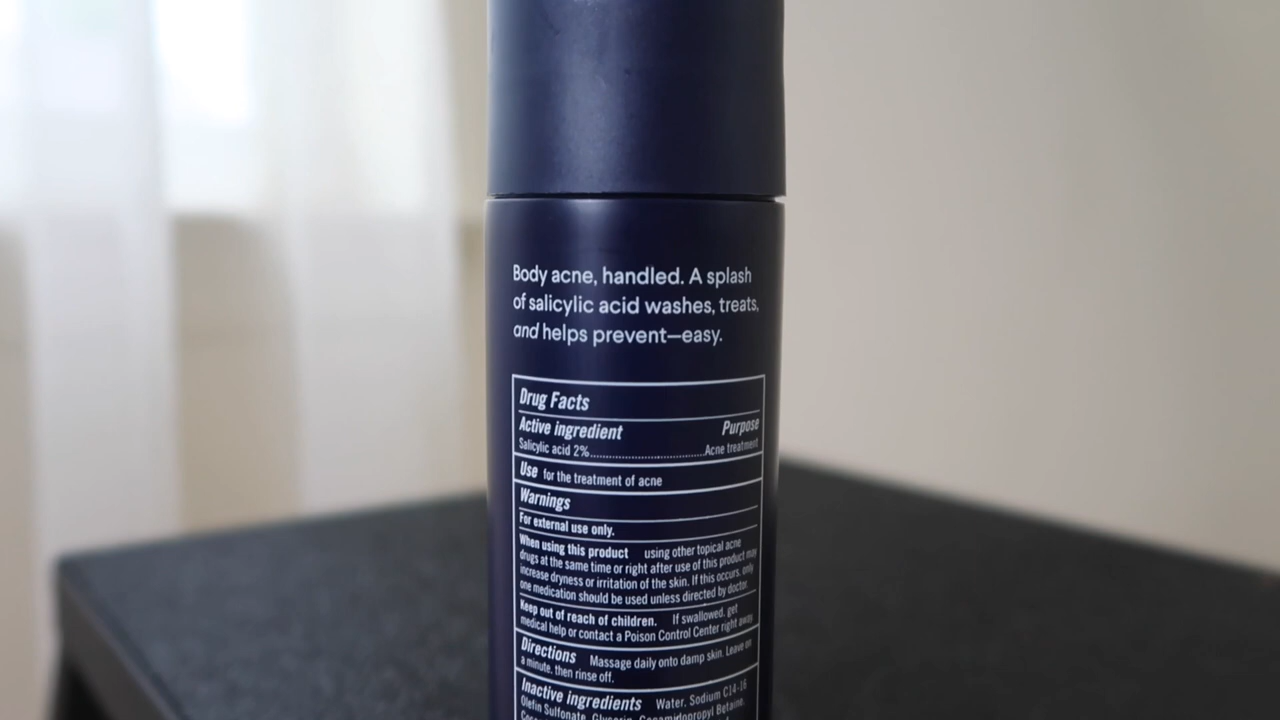 Body acne, handled. A splash
of salicylic acid washes, treats,
and helps prevent—easy.
Drug Facts
Active ingredient Purpose
Salicylic acid 2%..................................Acne treatment
Use for the treatment of acne
Warnings
For external use only.
When using this product using other topical acne
drugs at the same time or right after use of this product may
increase dryness or irritation of the skin. If this occurs, only
one medication should be used unless directed by doctor.
Keep out of reach of children. If swallowed, get
medical help or contact a Poison Control Center right away
Directions Massage daily onto damp skin. Leave on
a minute, then rinse off.
Inactive ingredients Water, Sodium C14-16
Olefin Sulfonate, Glycerin, Cocamidopropyl Betaine,